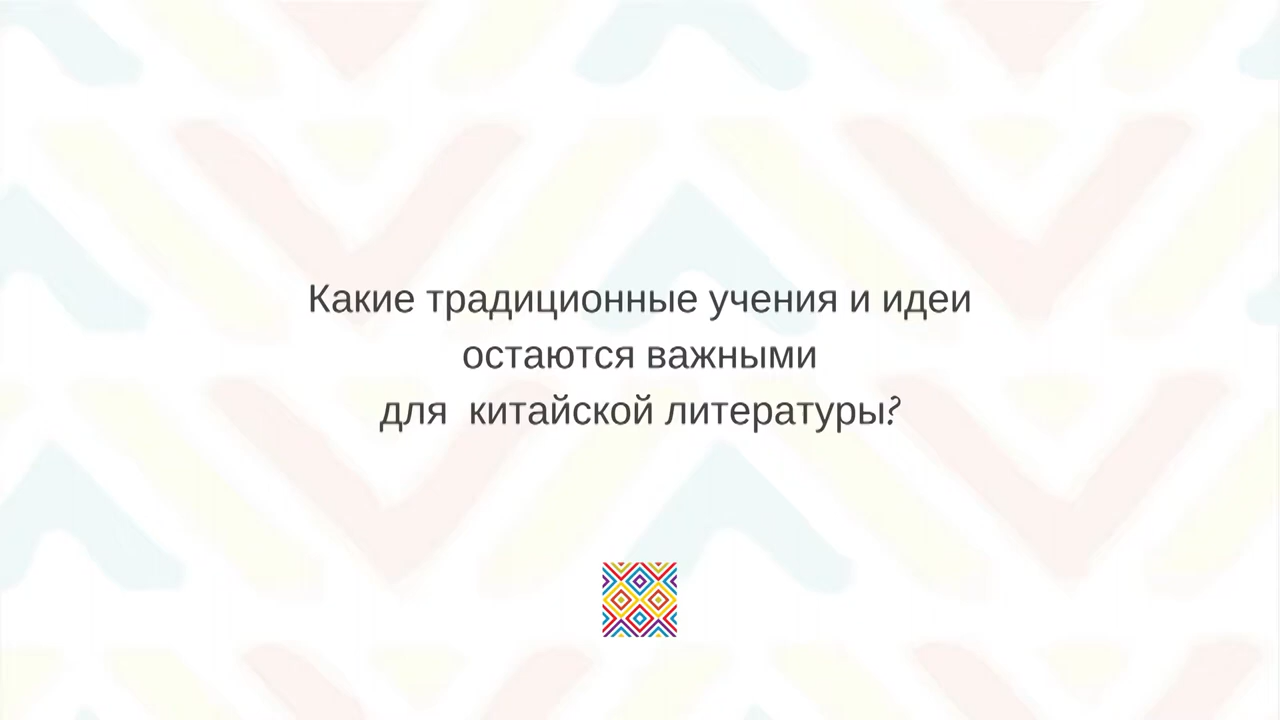 Какие традиционные учения и идеи
остаются важными
для  китайской литературы?